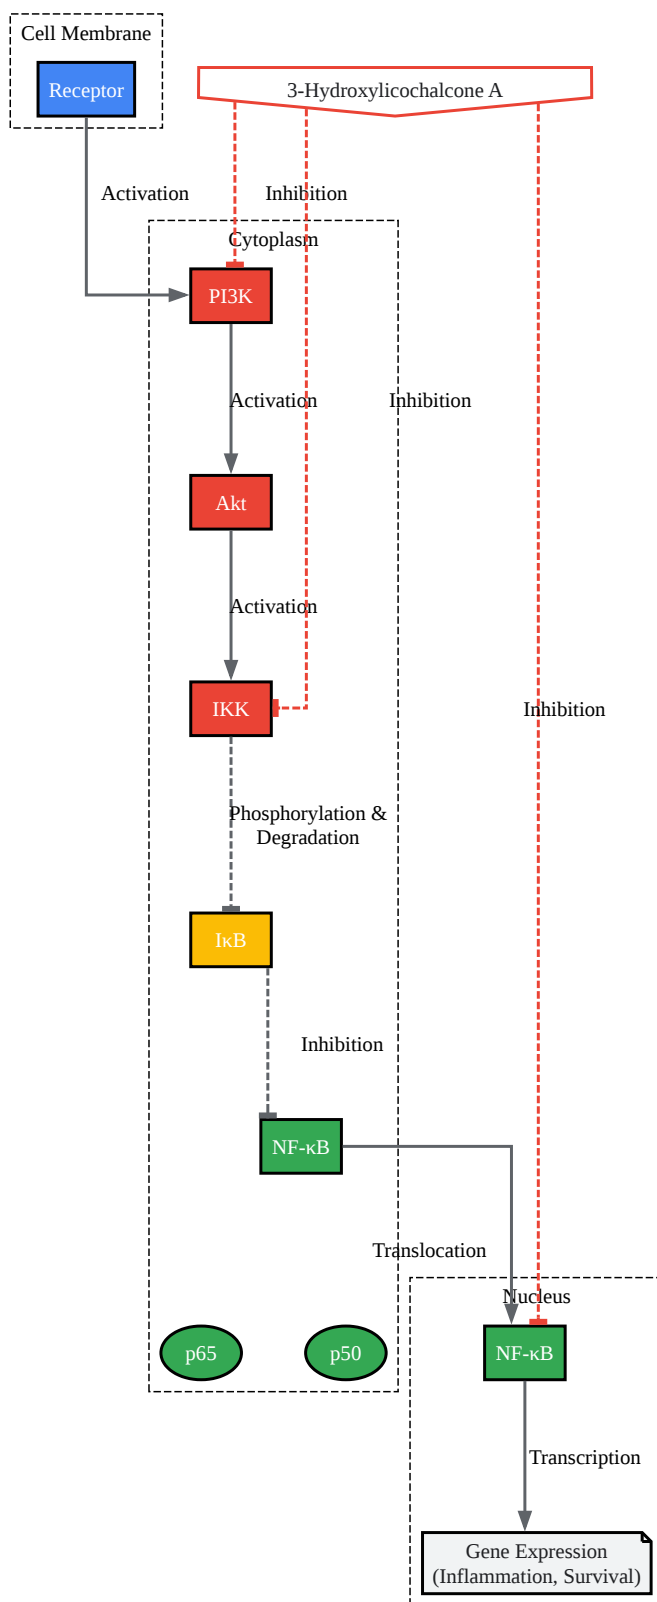 Cell Membrane
Receptor
3-Hydroxylicochalcone A
Activation
Inhibition
Cytoplasm
PI3K
Activation
Inhibition
Akt
Activation
IKK
Inhibition
Phosphorylation &
Degradation
IκB
Inhibition
NF-κB
Translocation
Nucleus
p65
p50
NF-κB
Transcription
Gene Expression
(Inflammation, Survival)